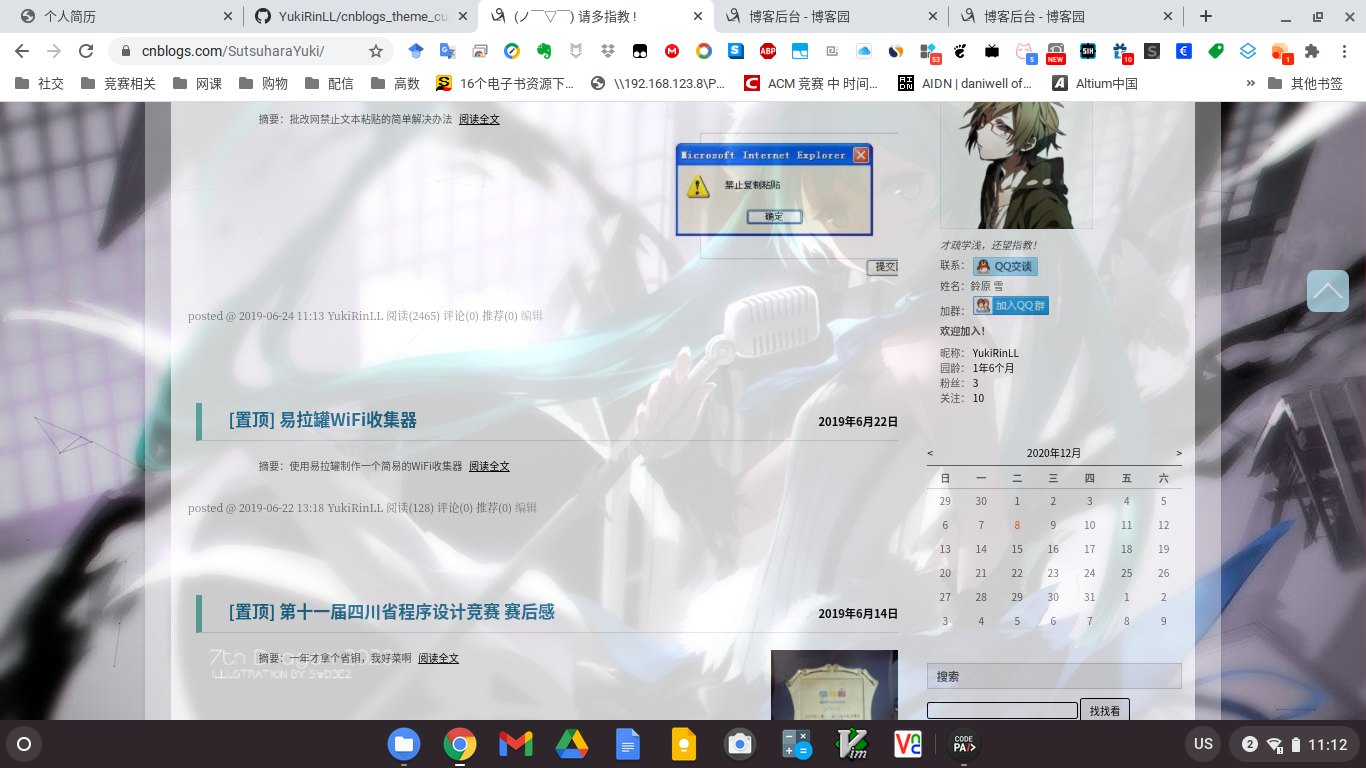 个人简历
YukiRinLL/cnblogs_theme_cu
(ノ￣▽￣) 请多指教 !
博客后台 - 博客园
博客后台 - 博客园
cnblogs.com/SutsuharaYuki/
53
5
NEW
10
1
社交
竞赛相关
网课
购物
配信
高数
16个电子书资源下...
\\192.168.123.8\P...
ACM 竞赛 中 时间...
AIDN | daniwell of...
Altium中国
»
其他书签
摘要：批改网禁止文本粘贴的简单解决办法 阅读全文
Microsoft Internet Explorer
禁止复制粘贴
确定
提交
posted @ 2019-06-24 11:13 YukiRinLL 阅读(2465) 评论(0) 推荐(0) 编辑
[置顶] 易拉罐WiFi收集器
2019年6月22日
摘要：使用易拉罐制作一个简易的WiFi收集器 阅读全文
posted @ 2019-06-22 13:18 YukiRinLL 阅读(128) 评论(0) 推荐(0) 编辑
[置顶] 第十一届四川省程序设计竞赛 赛后感
2019年6月14日
摘要：一年才拿个省铜，我好菜啊 阅读全文
ILLUSTRATION BY SWD3E2
才疏学浅，还望指教！
联系： QQ交谈
姓名：鈴原 雪
加群： 加入QQ群
欢迎加入！
昵称： YukiRinLL
园龄： 1年6个月
粉丝： 3
关注： 10
< 2020年12月 >
日 一 二 三 四 五 六
29 30 1 2 3 4 5
6 7 8 9 10 11 12
13 14 15 16 17 18 19
20 21 22 23 24 25 26
27 28 29 30 31 1 2
3 4 5 6 7 8 9
搜索
找找看
US
2
11:12